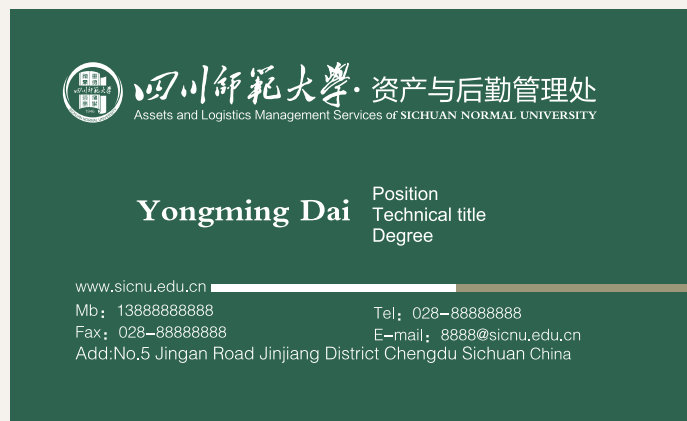 四川師範大學·资产与后勤管理处
Assets and Logistics Management Services of SICHUAN NORMAL UNIVERSITY
Yongming Dai
Position
Technical title
Degree
www.sicnu.edu.cn
Mb：13888888888
Tel：028-88888888
Fax：028-88888888
E-mail：8888@sicnu.edu.cn
Add:No.5 Jingan Road Jinjiang District Chengdu Sichuan China